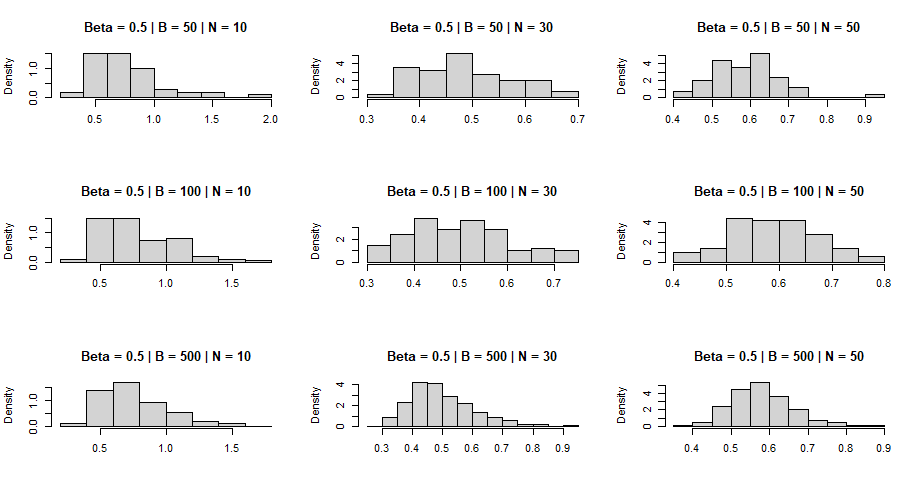 Beta = 0.5 | B = 50 | N = 10
Density
0.0 1.0
0.5 1.0 1.5 2.0
Beta = 0.5 | B = 50 | N = 30
Density
0 2 4
0.3 0.4 0.5 0.6 0.7
Beta = 0.5 | B = 50 | N = 50
Density
0 2 4
0.4 0.5 0.6 0.7 0.8 0.9
Beta = 0.5 | B = 100 | N = 10
Density
0.0 1.0
0.5 1.0 1.5
Beta = 0.5 | B = 100 | N = 30
Density
0 2
0.3 0.4 0.5 0.6 0.7
Beta = 0.5 | B = 100 | N = 50
Density
0 2 4
0.4 0.5 0.6 0.7 0.8
Beta = 0.5 | B = 500 | N = 10
Density
0.0 1.0
0.5 1.0 1.5
Beta = 0.5 | B = 500 | N = 30
Density
0 2 4
0.3 0.4 0.5 0.6 0.7 0.8 0.9
Beta = 0.5 | B = 500 | N = 50
Density
0 2 4
0.4 0.5 0.6 0.7 0.8 0.9